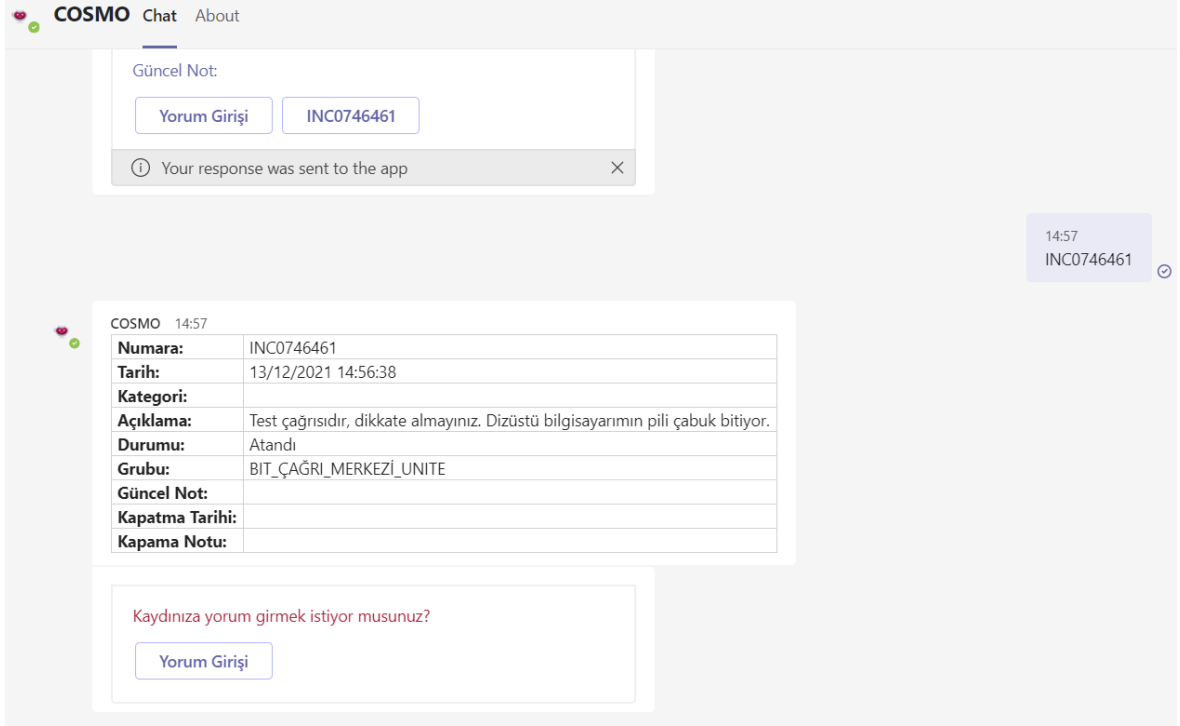 COSMO Chat About
Güncel Not:
Yorum Girişi INC0746461
Your response was sent to the app
14:57
INC0746461
COSMO 14:57
Numara: INC0746461
Tarih: 13/12/2021 14:56:38
Kategori:
Açıklama: Test çağrısıdır, dikkate almayınız. Dizüstü bilgisayarımın pili çabuk bitiyor.
Durumu: Atandı
Grubu: BIT_ÇAĞRI_MERKEZİ_UNITE
Güncel Not:
Kapatma Tarihi:
Kapama Notu:
Kaydınıza yorum girmek istiyor musunuz?
Yorum Girişi